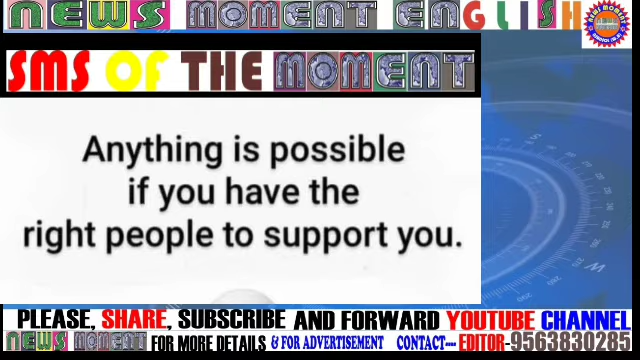 NEWS MOMENT ENGLISH
SMS OF THE MOMENT
Anything is possible
if you have the
right people to support you.
PLEASE, SHARE, SUBSCRIBE AND FORWARD YOUTUBE CHANNEL
NEWS MOMENT FOR MORE DETAILS & FOR ADVERTISEMENT CONTACT--- EDITOR-9563830285